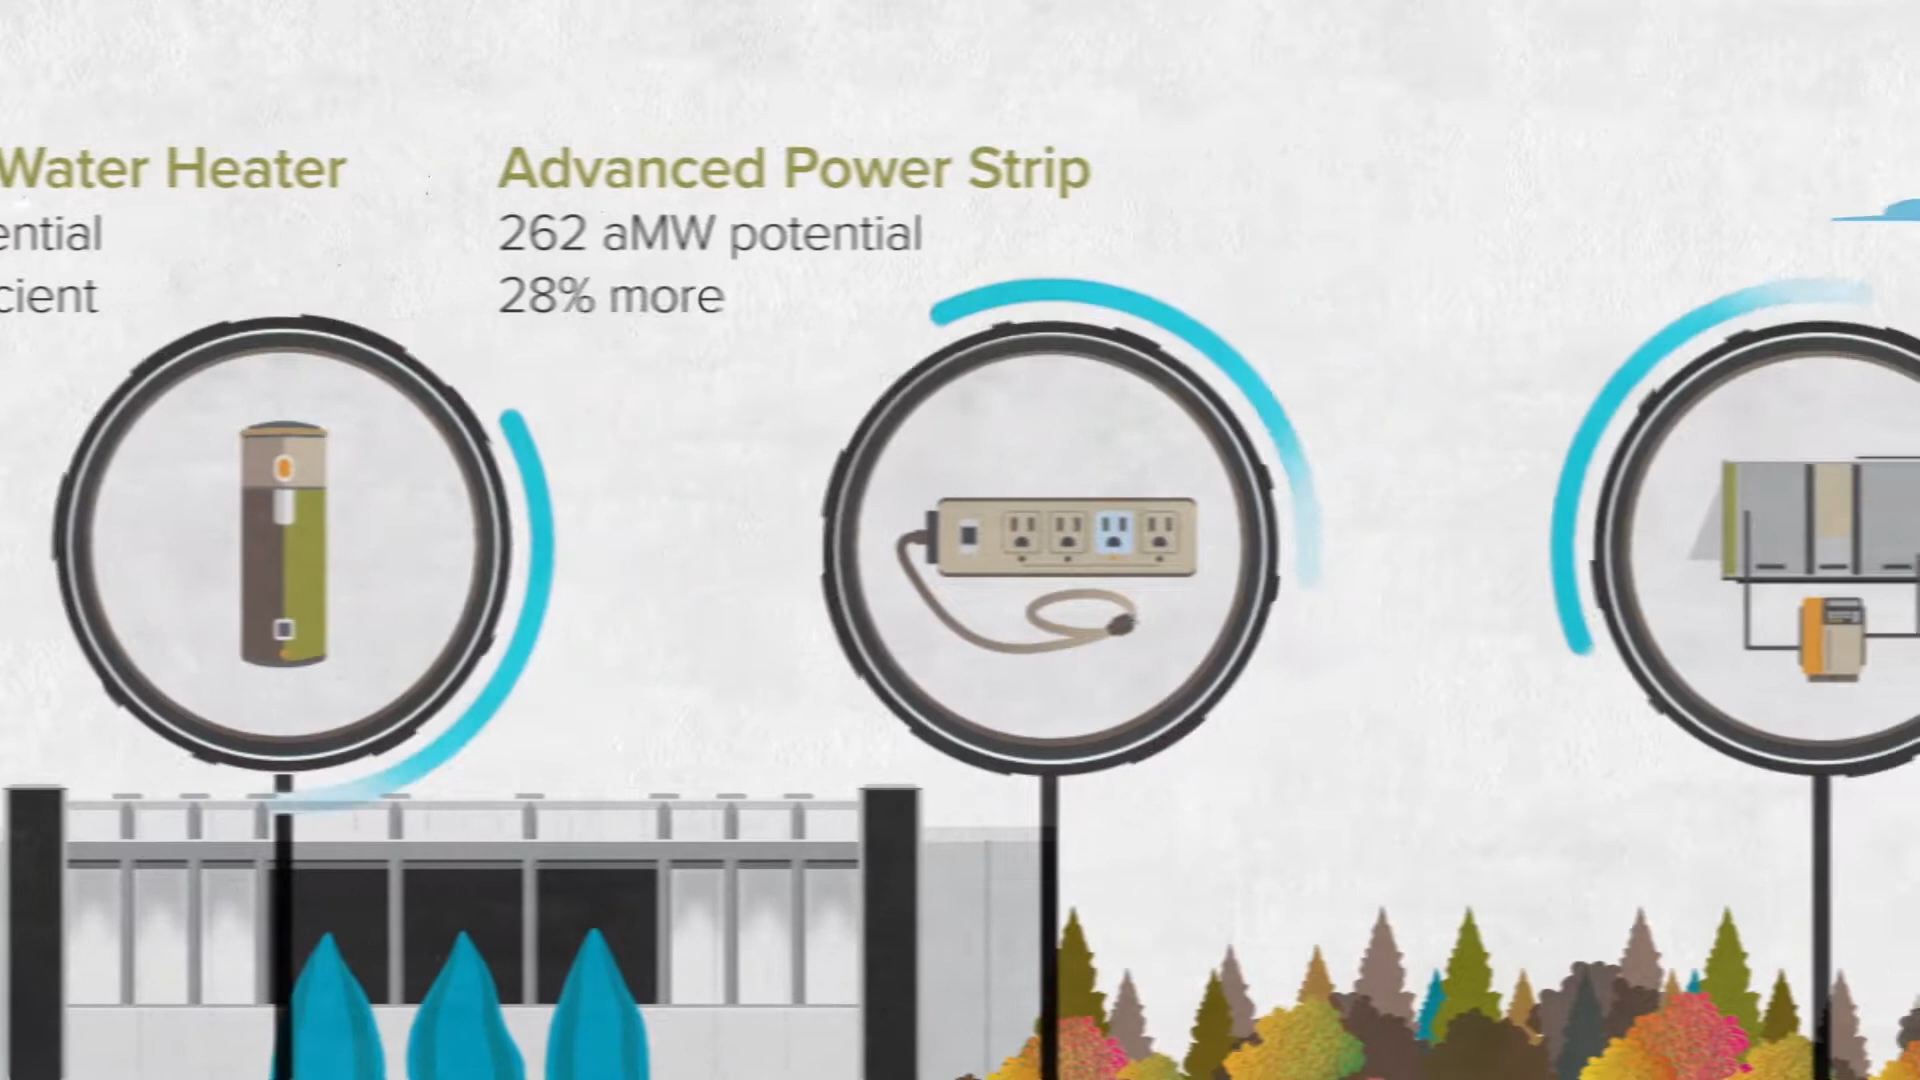 Water Heater
ential
cient
Advanced Power Strip
262 aMW potential
28% more